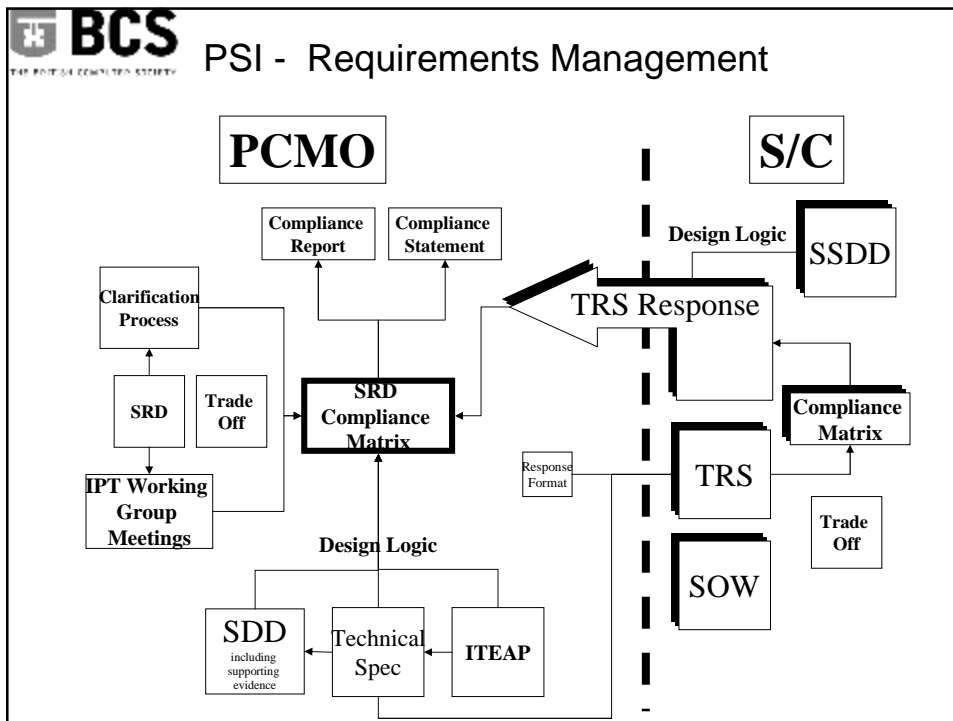 BCS
THE BRITISH COMPUTER SOCIETY
PSI - Requirements Management
PCMO
S/C
Compliance
Report
Compliance
Statement
Design Logic
SSDD
Clarification
Process
TRS Response
SRD
Trade
Off
SRD
Compliance
Matrix
Compliance
Matrix
IPT Working
Group
Meetings
Response
Format
TRS
Trade
Off
Design Logic
SOW
SDD
including
supporting
evidence
Technical
Spec
ITEAP